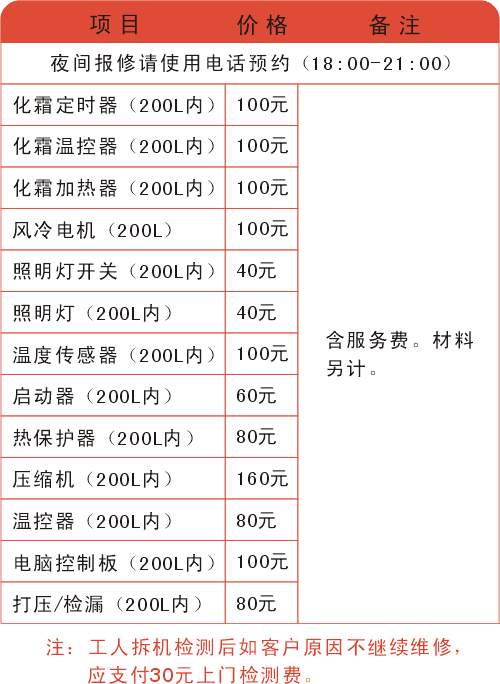 项目 价格 备注
夜间报修请使用电话预约（18:00-21:00）
化霜定时器（200L内） 100元
化霜温控器（200L内） 100元
化霜加热器（200L内） 100元
风冷电机（200L） 100元
照明灯开关（200L内） 40元
照明灯（200L内） 40元
温度传感器（200L内） 100元
启动器（200L内） 60元
热保护器（200L内） 80元
压缩机（200L内） 160元
温控器（200L内） 80元
电脑控制板（200L内） 100元
打压/检漏（200L内） 80元
含服务费。材料
另计。
注：工人拆机检测后如客户原因不继续维修，
应支付30元上门检测费。